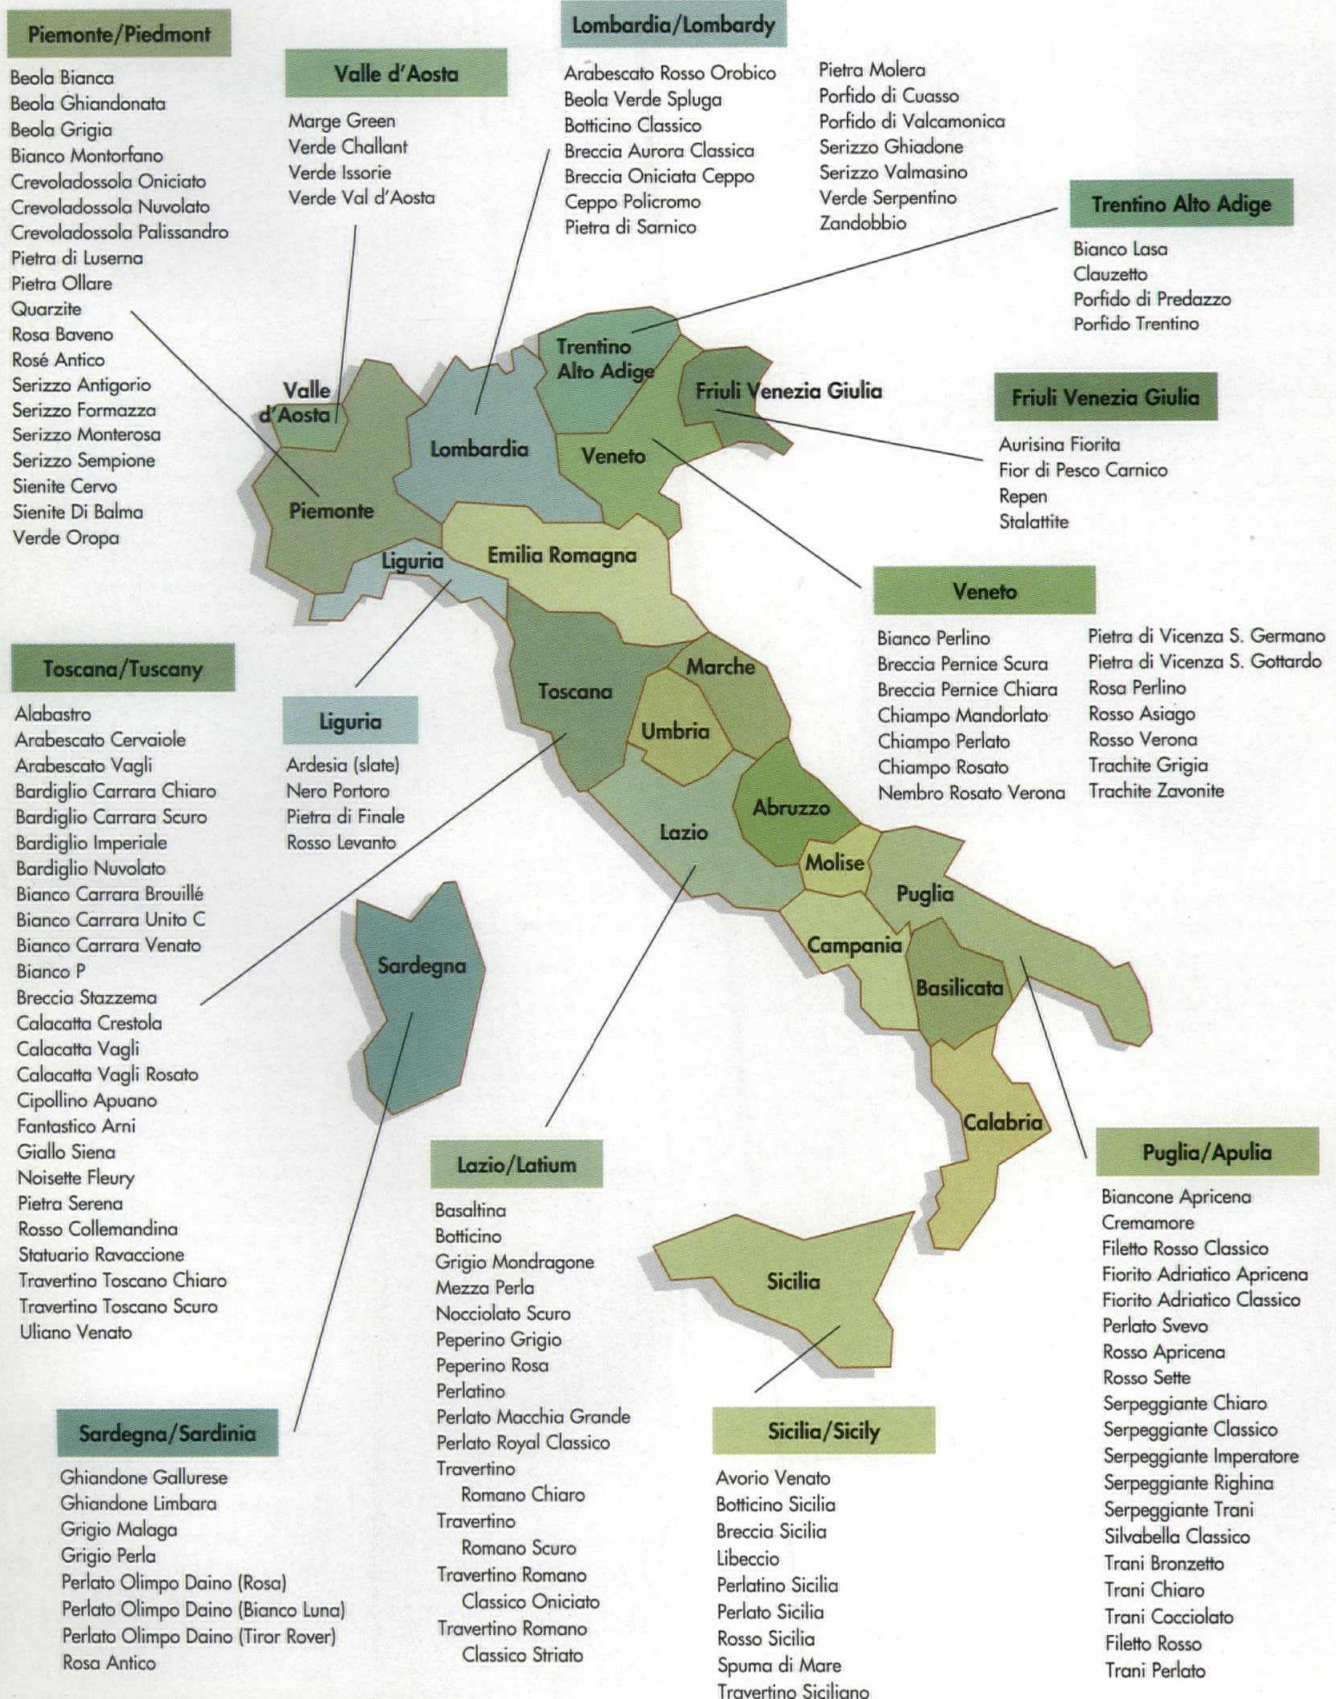 Piemonte/Piedmont
Beola Bianca
Beola Ghiandonata
Beola Grigia
Bianco Montorfano
Crevoladossola Oniciato
Crevoladossola Nuvolato
Crevoladossola Palissandro
Pietra di Luserna
Pietra Ollare
Quarzite
Rosa Baveno
Rosé Antico
Serizzo Antigorio
Serizzo Formazza
Serizzo Monterosa
Serizzo Sempione
Sienite Cervo
Sienite Di Balma
Verde Oropa
Valle d'Aosta
Marge Green
Verde Challant
Verde Issorie
Verde Val d'Aosta
Lombardia/Lombardy
Arabescato Rosso Orobico
Beola Verde Spluga
Botticino Classico
Breccia Aurora Classica
Breccia Oniciata Ceppo
Ceppo Policromo
Pietra di Sarnico
Pietra Molera
Porfido di Cuasso
Porfido di Valcamonica
Serizzo Ghiadone
Serizzo Valmasino
Verde Serpentino
Zandobbio
Trentino Alto Adige
Bianco Lasa
Clauzetto
Porfido di Predazzo
Porfido Trentino
Friuli Venezia Giulia
Aurisina Fiorita
Fior di Pesco Carnico
Repen
Stalattite
Veneto
Bianco Perlino
Breccia Pernice Scura
Breccia Pernice Chiara
Chiampo Mandorlato
Chiampo Perlato
Chiampo Rosato
Nembro Rosato Verona
Pietra di Vicenza S. Germano
Pietra di Vicenza S. Gottardo
Rosa Perlino
Rosso Asiago
Rosso Verona
Trachite Grigia
Trachite Zavonite
Trentino
Alto Adige
Valle
d'Aosta
Friuli Venezia Giulia
Lombardia
Veneto
Piemonte
Liguria
Emilia Romagna
Toscana
Marche
Umbria
Lazio
Abruzzo
Molise
Puglia
Campania
Basilicata
Sardegna
Calabria
Sicilia
Toscana/Tuscany
Alabastro
Arabescato Cervaiole
Arabescato Vagli
Bardiglio Carrara Chiaro
Bardiglio Carrara Scuro
Bardiglio Imperiale
Bardiglio Nuvolato
Bianco Carrara Brouillé
Bianco Carrara Unito C
Bianco Carrara Venato
Bianco P
Breccia Stazzema
Calacatta Crestola
Calacatta Vagli
Calacatta Vagli Rosato
Cipollino Apuano
Fantastico Arni
Giallo Siena
Noisette Fleury
Pietra Serena
Rosso Collemandina
Statuario Ravaccione
Travertino Toscano Chiaro
Travertino Toscano Scuro
Uliano Venato
Liguria
Ardesia (slate)
Nero Portoro
Pietra di Finale
Rosso Levanto
Sardegna/Sardinia
Ghiandone Gallurese
Ghiandone Limbara
Grigio Malaga
Grigio Perla
Perlato Olimpo Daino (Rosa)
Perlato Olimpo Daino (Bianco Luna)
Perlato Olimpo Daino (Tiror Rover)
Rosa Antico
Lazio/Latium
Basaltina
Botticino
Grigio Mondragone
Mezza Perla
Nocciolato Scuro
Peperino Grigio
Peperino Rosa
Perlatino
Perlato Macchia Grande
Perlato Royal Classico
Travertino
Romano Chiaro
Travertino
Romano Scuro
Travertino Romano
Classico Oniciato
Travertino Romano
Classico Striato
Sicilia/Sicily
Avorio Venato
Botticino Sicilia
Breccia Sicilia
Libeccio
Perlatino Sicilia
Perlato Sicilia
Rosso Sicilia
Spuma di Mare
Travertino Siciliano
Puglia/Apulia
Biancone Apricena
Cremamore
Filetto Rosso Classico
Fiorito Adriatico Apricena
Fiorito Adriatico Classico
Perlato Svevo
Rosso Apricena
Rosso Sette
Serpeggiante Chiaro
Serpeggiante Classico
Serpeggiante Imperatore
Serpeggiante Righina
Serpeggiante Trani
Silvabella Classico
Trani Bronzetto
Trani Chiaro
Trani Cocciolato
Filetto Rosso
Trani Perlato